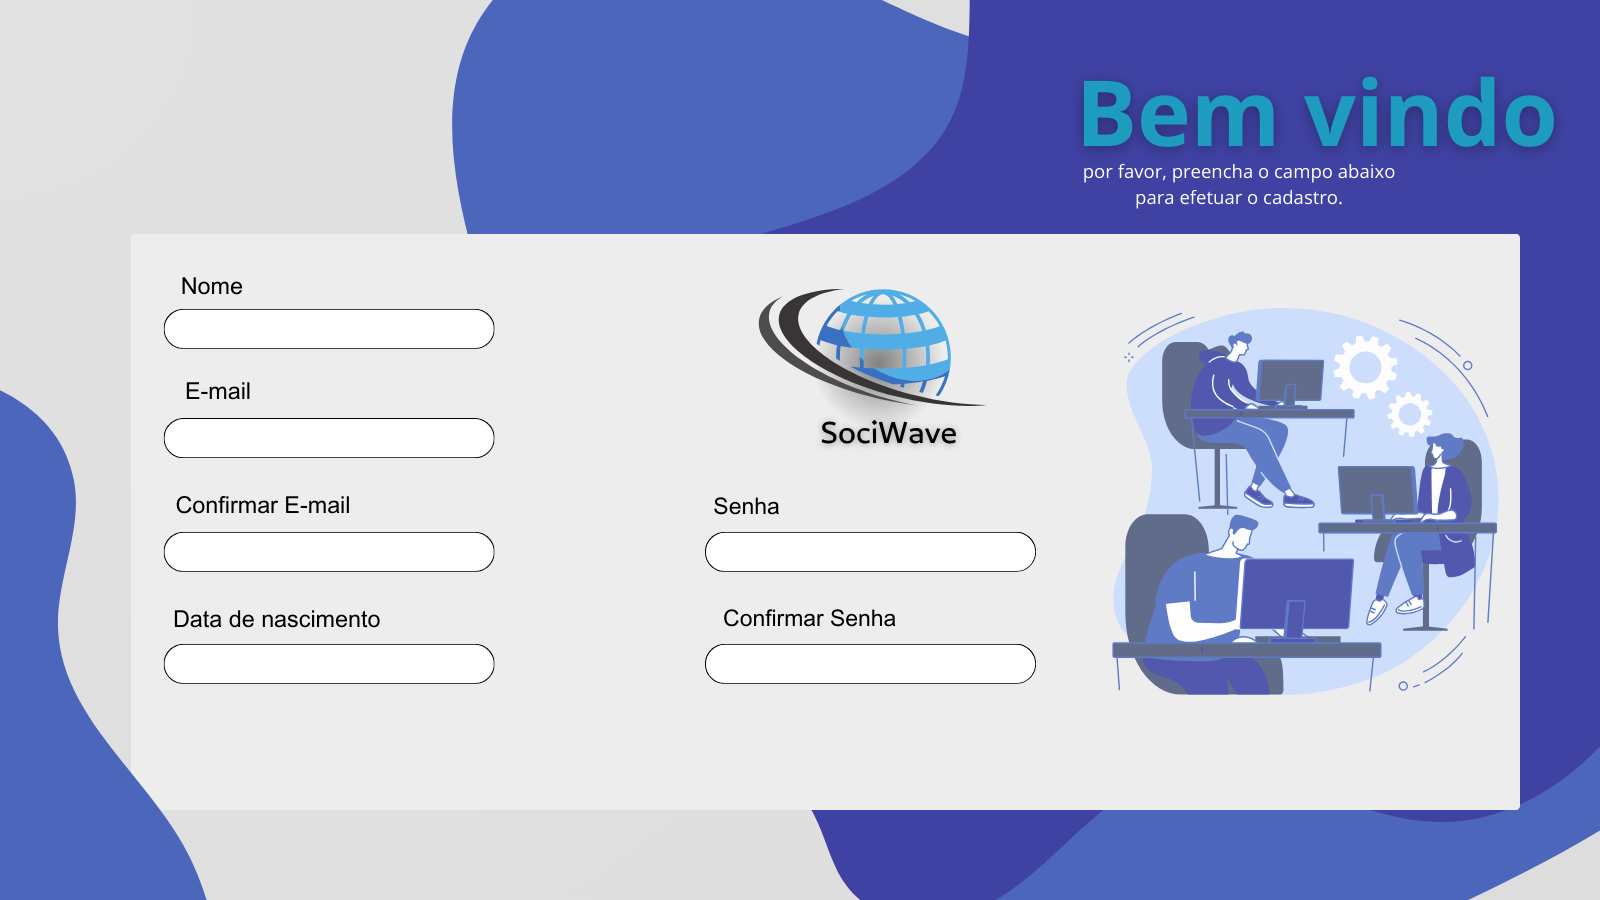 Bem vindo
por favor, preencha o campo abaixo
para efetuar o cadastro.
Nome
E-mail
Confirmar E-mail
Data de nascimento
SociWave
Senha
Confirmar Senha